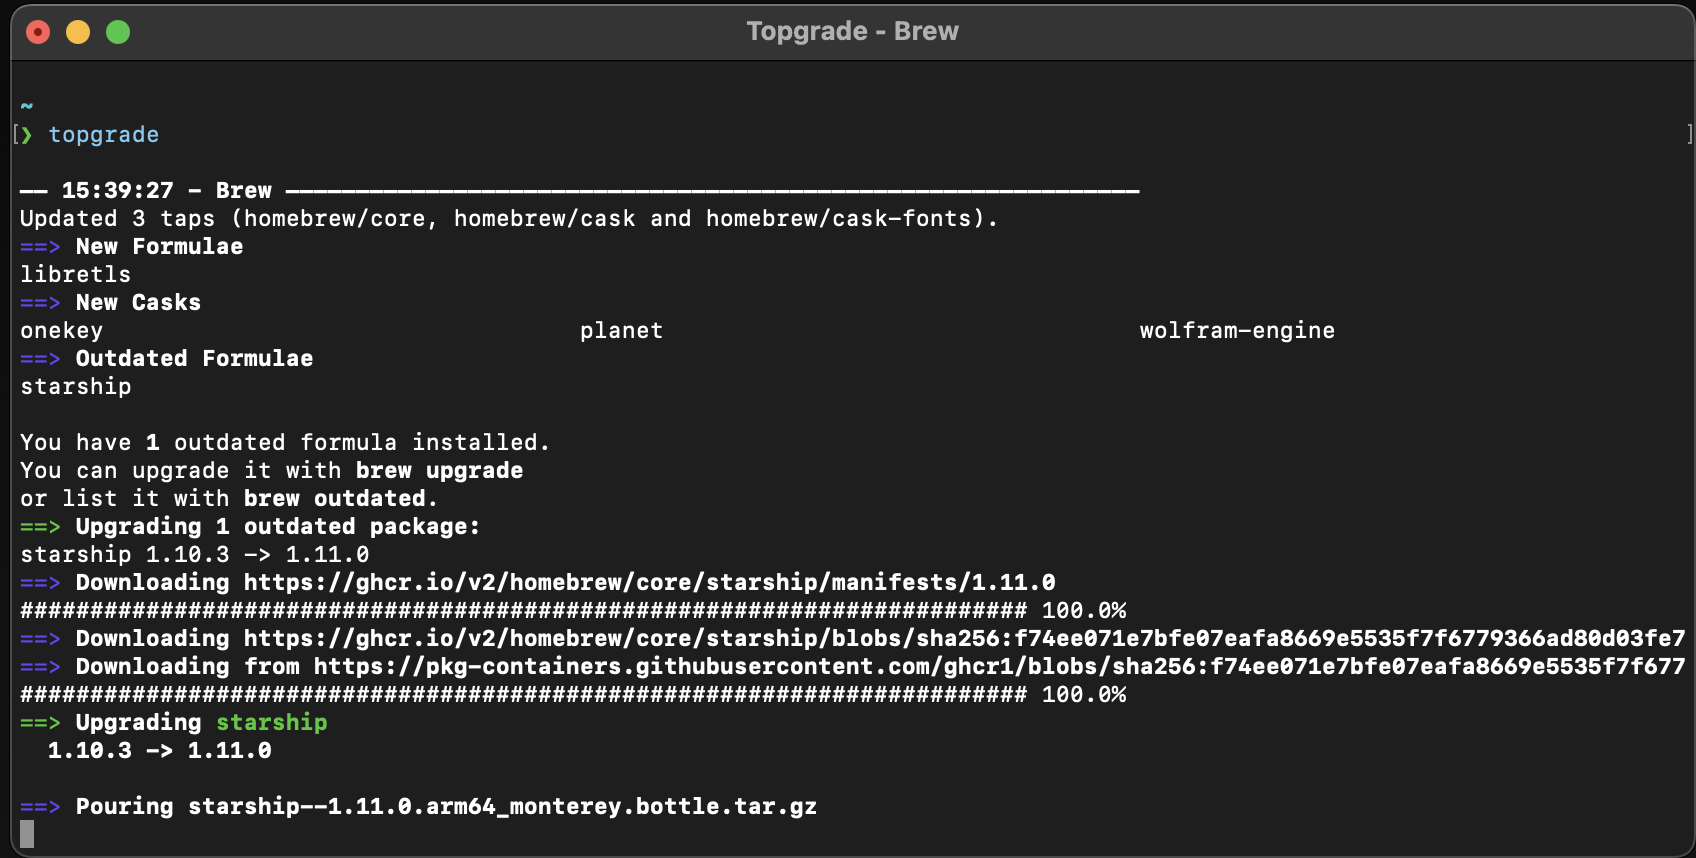 Topgrade - Brew
~
[❯ topgrade ]
—— 15:39:27 - Brew —————————————————————————————————————————————————————————————
Updated 3 taps (homebrew/core, homebrew/cask and homebrew/cask-fonts).
==> New Formulae
libretls
==> New Casks
onekey planet wolfram-engine
==> Outdated Formulae
starship
You have 1 outdated formula installed.
You can upgrade it with brew upgrade
or list it with brew outdated.
==> Upgrading 1 outdated package:
starship 1.10.3 -> 1.11.0
==> Downloading https://ghcr.io/v2/homebrew/core/starship/manifests/1.11.0
######################################################################## 100.0%
==> Downloading https://ghcr.io/v2/homebrew/core/starship/blobs/sha256:f74ee071e7bfe07eafa8669e5535f7f6779366ad80d03fe7
==> Downloading from https://pkg-containers.githubusercontent.com/ghcr1/blobs/sha256:f74ee071e7bfe07eafa8669e5535f7f677
######################################################################## 100.0%
==> Upgrading starship
1.10.3 -> 1.11.0
==> Pouring starship--1.11.0.arm64_monterey.bottle.tar.gz